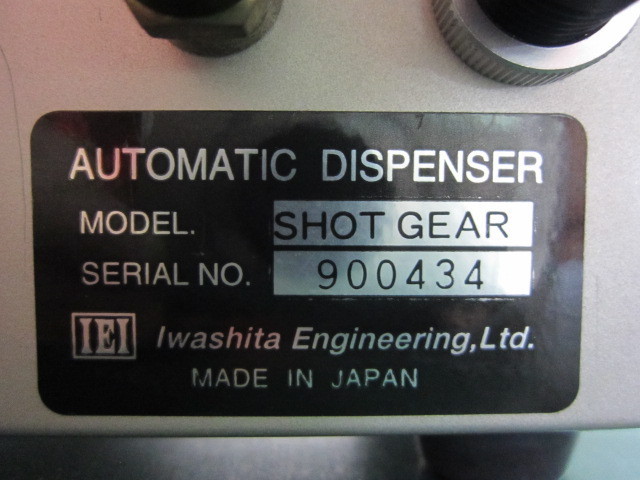 AUTOMATIC DISPENSER
MODEL. SHOT GEAR
SERIAL NO. 900434
IEI Iwashita Engineering,Ltd.
MADE IN JAPAN